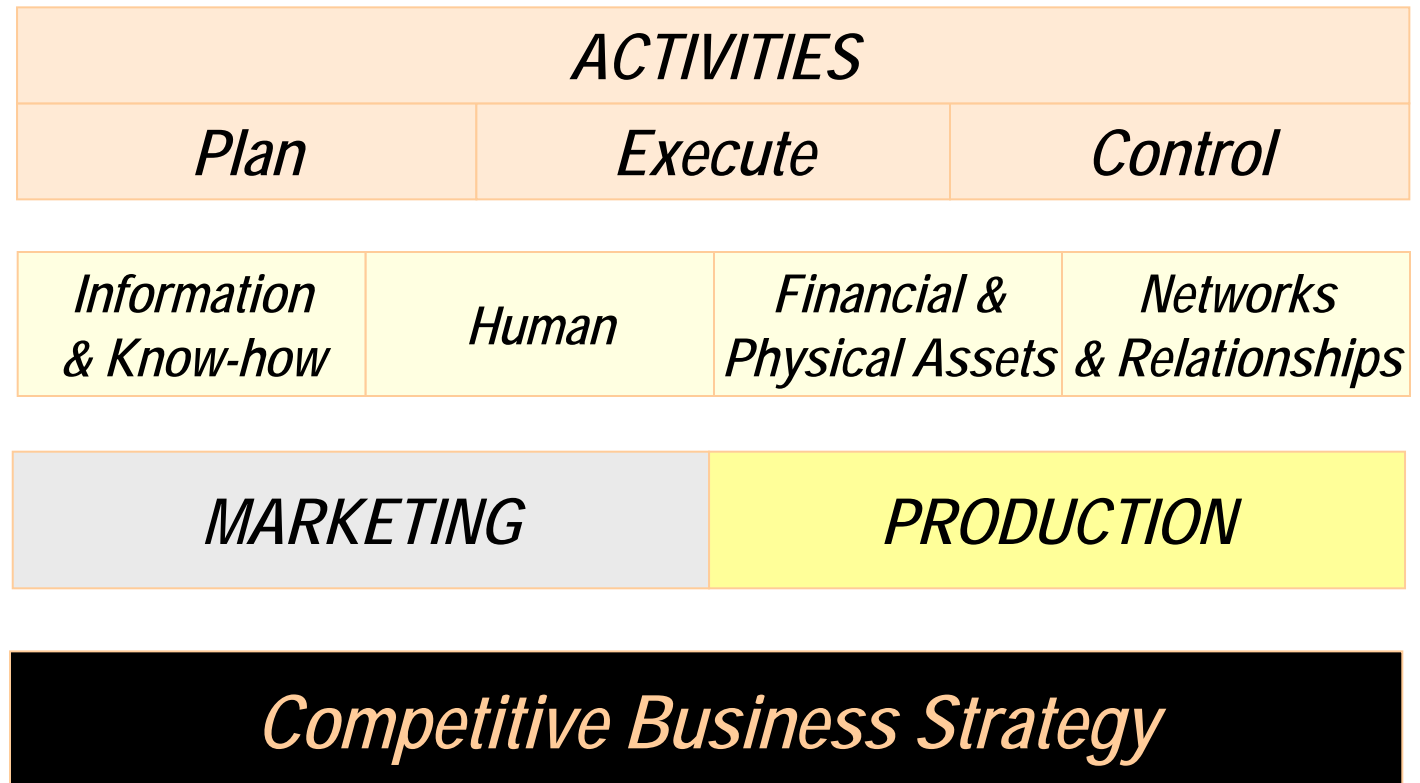 ACTIVITIES
Plan Execute Control
Information
& Know-how
Human
Financial &
Physical Assets
Networks
& Relationships
MARKETING PRODUCTION
Competitive Business Strategy